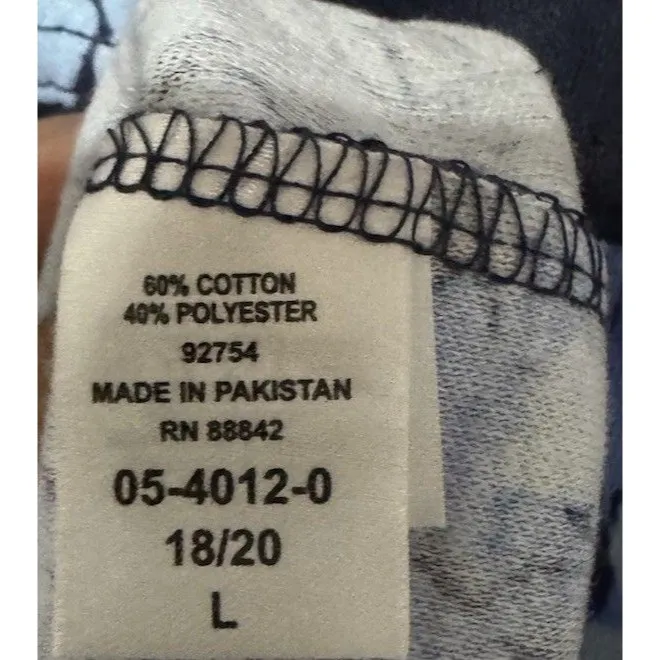 60% COTTON
40% POLYESTER
92754
MADE IN PAKISTAN
RN 88842
05-4012-0
18/20
L